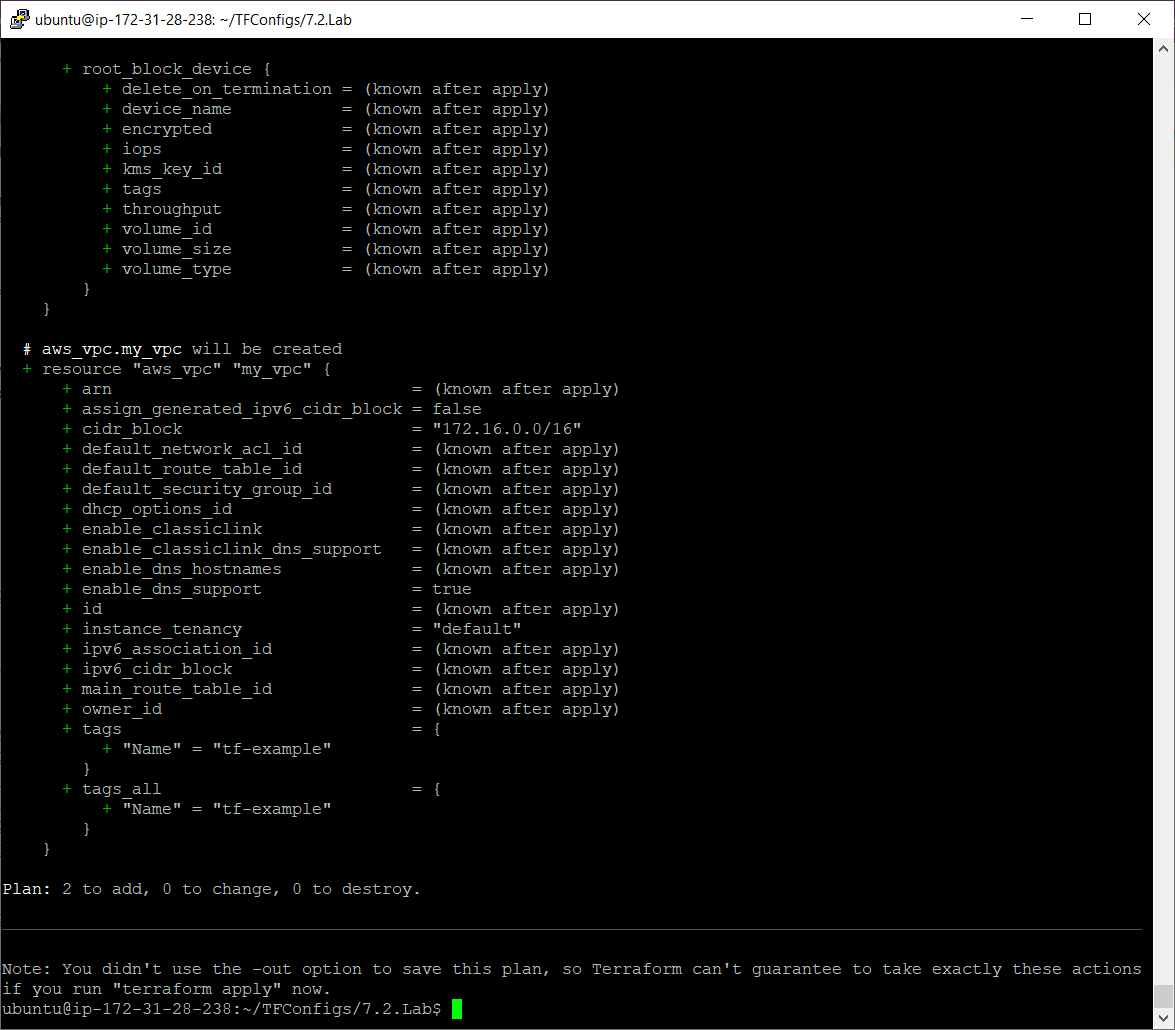 ubuntu@ip-172-31-28-238: ~/TFConfigs/7.2.Lab
+ root_block_device {
+ delete_on_termination = (known after apply)
+ device_name = (known after apply)
+ encrypted = (known after apply)
+ iops = (known after apply)
+ kms_key_id = (known after apply)
+ tags = (known after apply)
+ throughput = (known after apply)
+ volume_id = (known after apply)
+ volume_size = (known after apply)
+ volume_type = (known after apply)
}
}
# aws_vpc.my_vpc will be created
+ resource "aws_vpc" "my_vpc" {
+ arn = (known after apply)
+ assign_generated_ipv6_cidr_block = false
+ cidr_block = "172.16.0.0/16"
+ default_network_acl_id = (known after apply)
+ default_route_table_id = (known after apply)
+ default_security_group_id = (known after apply)
+ dhcp_options_id = (known after apply)
+ enable_classiclink = (known after apply)
+ enable_classiclink_dns_support = (known after apply)
+ enable_dns_hostnames = (known after apply)
+ enable_dns_support = true
+ id = (known after apply)
+ instance_tenancy = "default"
+ ipv6_association_id = (known after apply)
+ ipv6_cidr_block = (known after apply)
+ main_route_table_id = (known after apply)
+ owner_id = (known after apply)
+ tags = {
+ "Name" = "tf-example"
}
+ tags_all = {
+ "Name" = "tf-example"
}
}
Plan: 2 to add, 0 to change, 0 to destroy.
Note: You didn't use the -out option to save this plan, so Terraform can't guarantee to take exactly these actions
if you run "terraform apply" now.
ubuntu@ip-172-31-28-238:~/TFConfigs/7.2.Lab$